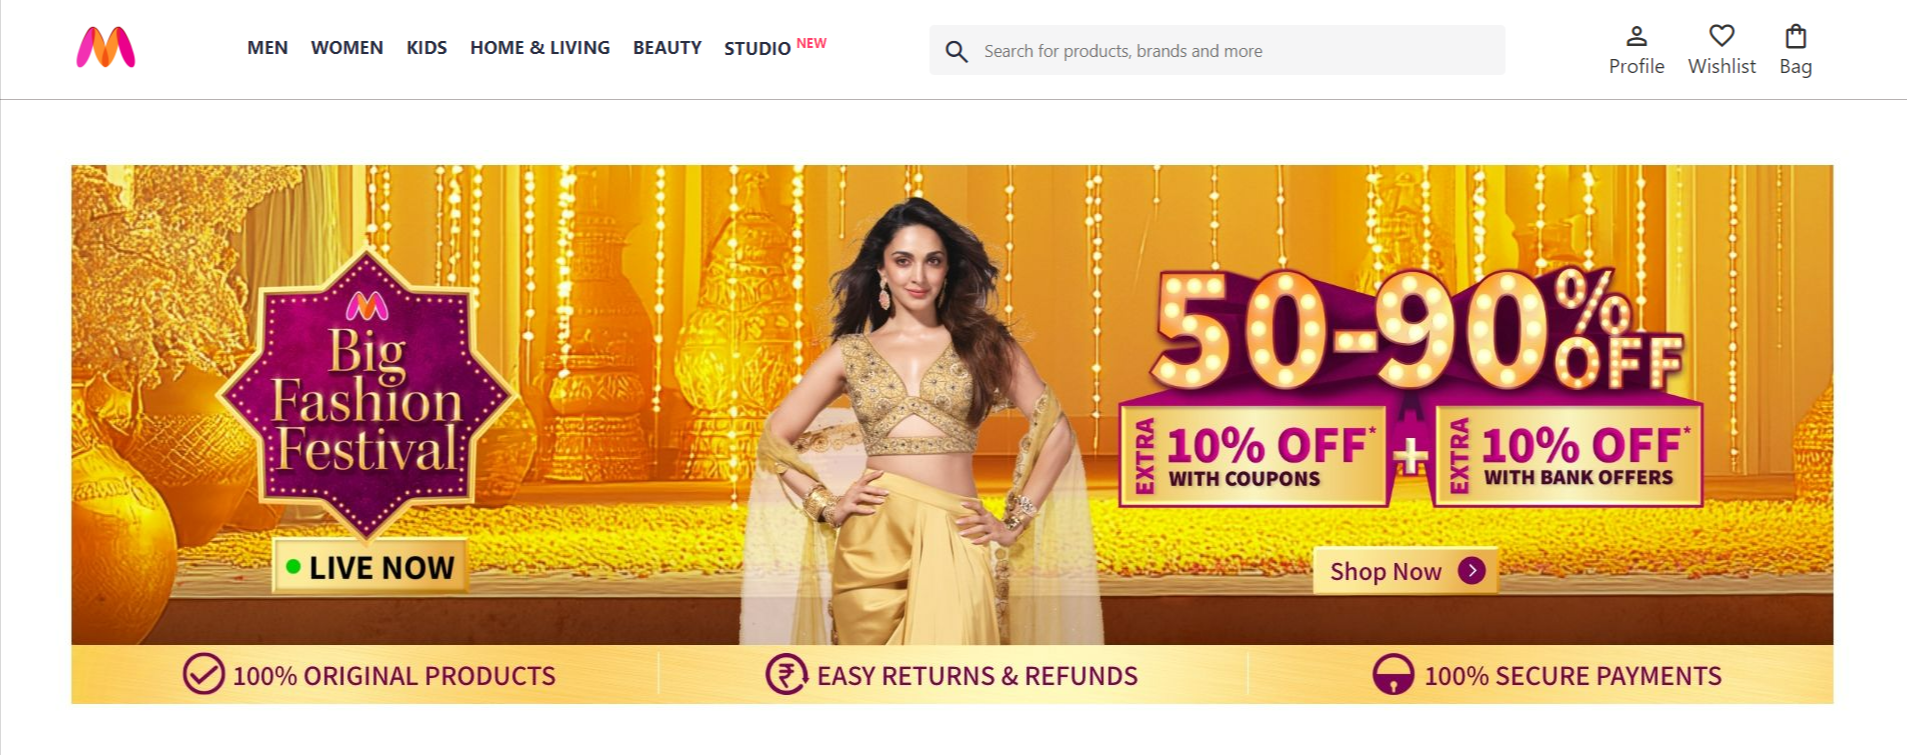 MEN WOMEN KIDS HOME & LIVING BEAUTY STUDIO NEW
Search for products, brands and more
Profile Wishlist Bag
Big
Fashion
Festival
LIVE NOW
50-90% OFF
EXTRA 10% OFF*
WITH COUPONS
+
EXTRA 10% OFF*
WITH BANK OFFERS
Shop Now
100% ORIGINAL PRODUCTS
EASY RETURNS & REFUNDS
100% SECURE PAYMENTS